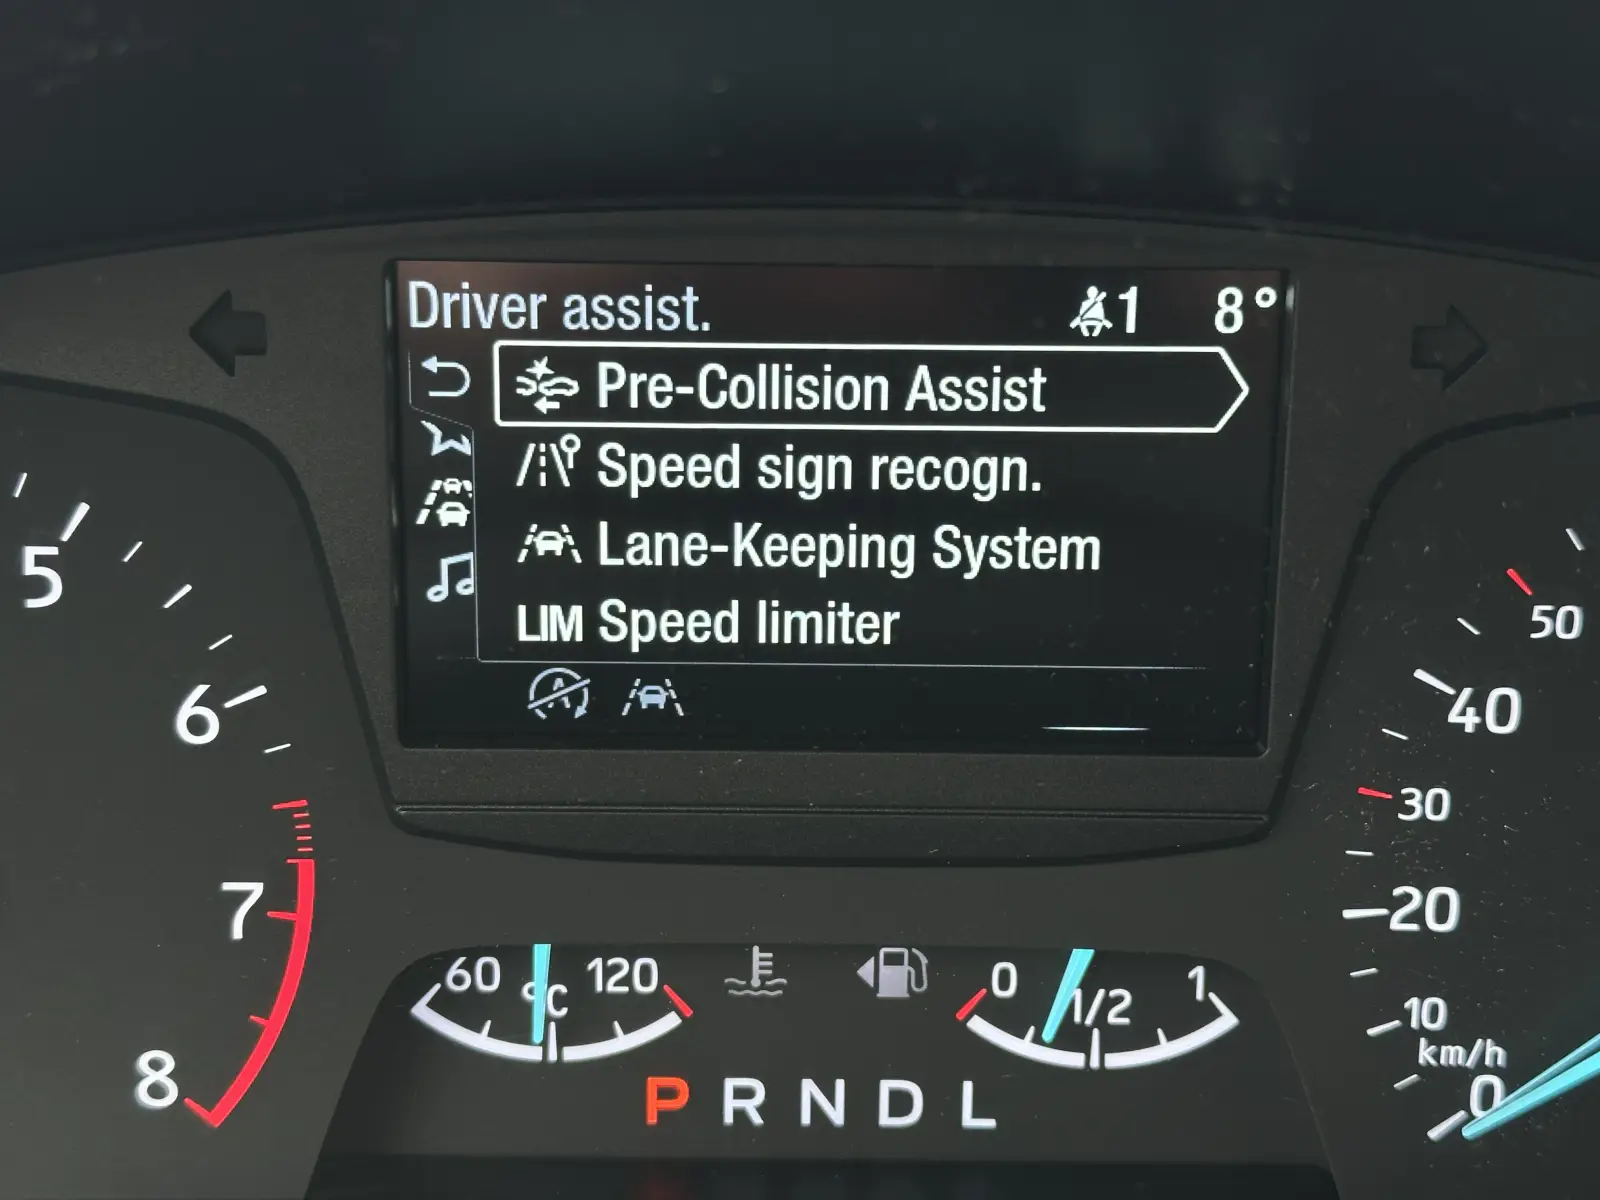 Driver assist.
1
8°
Pre-Collision Assist
Speed sign recogn.
Lane-Keeping System
LIM Speed limiter
A
5
6
7
8
60
°C
120
0
1/2
1
P R N D L
50
40
30
20
10
km/h
0